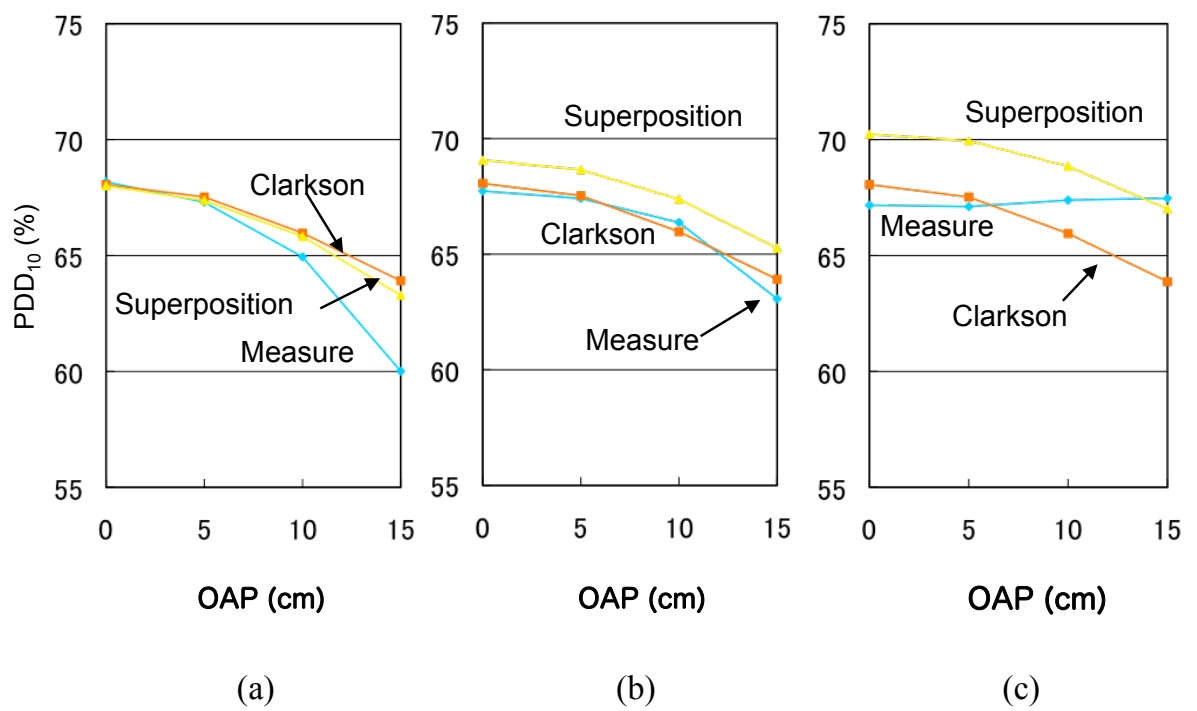 75
70
65
60
55
PDD10 (%)
Clarkson
Superposition
Measure
0 5 10 15
OAP (cm)
(a)
75
70
65
60
55
Superposition
Clarkson
Measure
0 5 10 15
OAP (cm)
(b)
75
70
65
60
55
Superposition
Measure
Clarkson
0 5 10 15
OAP (cm)
(c)